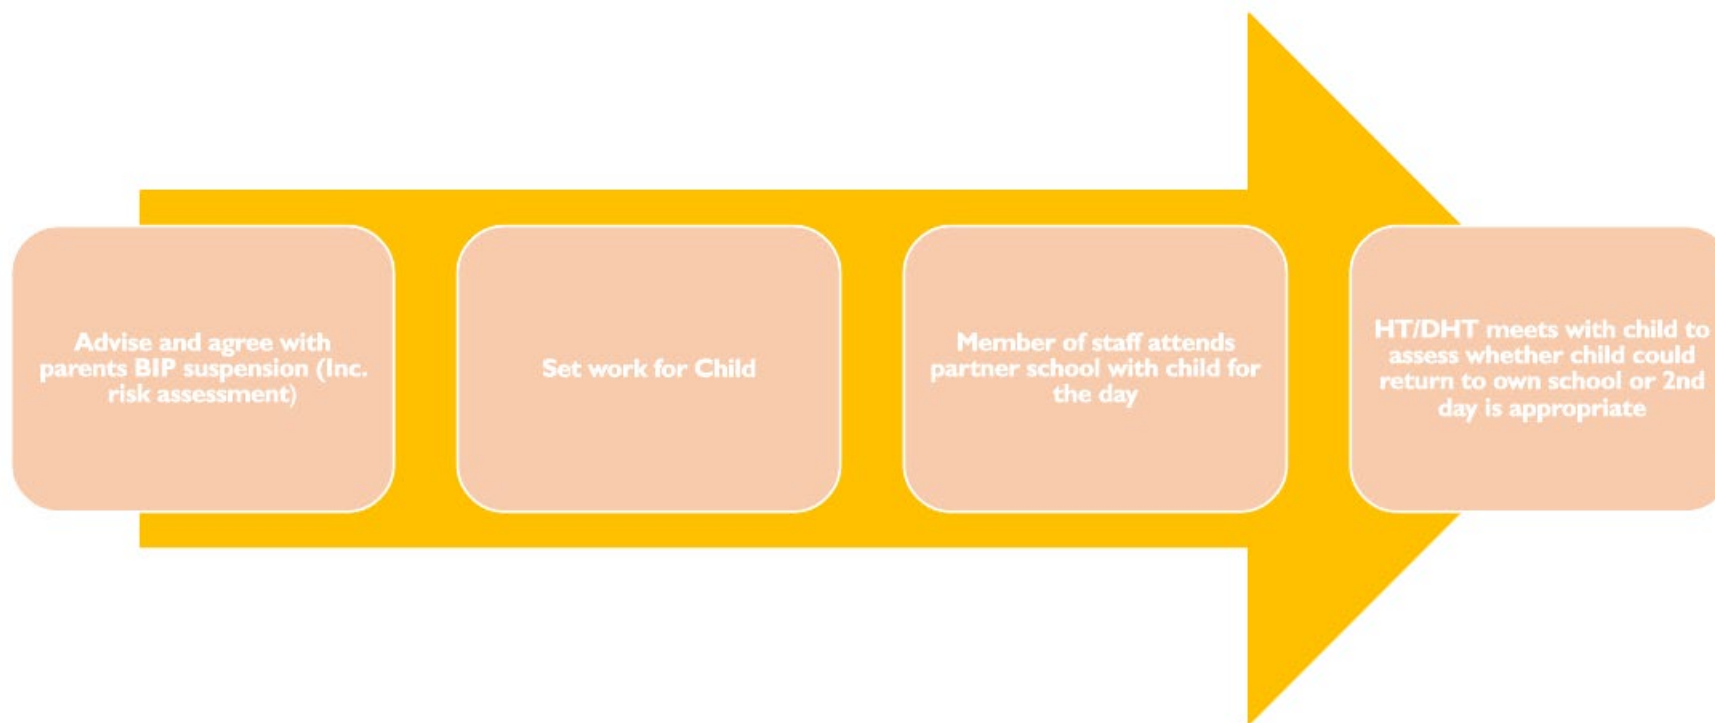 Advise and agree with
parents BIP suspension (Inc.
risk assessment)
Set work for Child
Member of staff attends
partner school with child for
the day
HT/DHT meets with child to
assess whether child could
return to own school or 2nd
day is appropriate